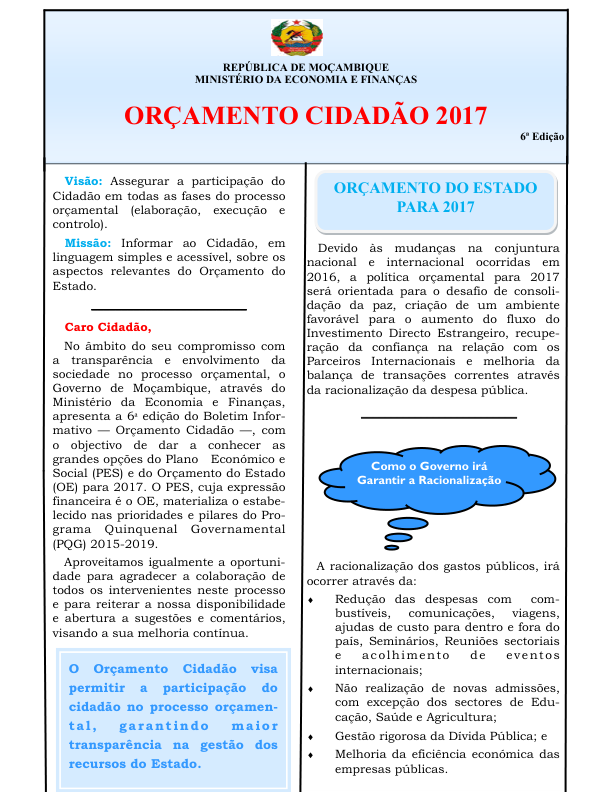 REPÚBLICA DE MOÇAMBIQUE
MINISTÉRIO DA ECONOMIA E FINANÇAS
ORÇAMENTO CIDADÃO 2017
6ª Edição
Visão: Assegurar a participação do
Cidadão em todas as fases do processo
orçamental (elaboração, execução e
controlo).
Missão: Informar ao Cidadão, em
linguagem simples e acessível, sobre os
aspectos relevantes do Orçamento do
Estado.
Caro Cidadão,
No âmbito do seu compromisso com
a transparência e envolvimento da
sociedade no processo orçamental, o
Governo de Moçambique, através do
Ministério da Economia e Finanças,
apresenta a 6ª edição do Boletim Infor-
mativo — Orçamento Cidadão —, com
o objectivo de dar a conhecer as
grandes opções do Plano Económico e
Social (PES) e do Orçamento do Estado
(OE) para 2017. O PES, cuja expressão
financeira é o OE, materializa o estabe-
lecido nas prioridades e pilares do Pro-
grama Quinquenal Governamental
(PQG) 2015-2019.
Aproveitamos igualmente a oportuni-
dade para agradecer a colaboração de
todos os intervenientes neste processo
e para reiterar a nossa disponibilidade
e abertura a sugestões e comentários,
visando a sua melhoria contínua.
O Orçamento Cidadão visa
permitir a participação do
cidadão no processo orçamen-
tal, garantindo maior
transparência na gestão dos
recursos do Estado.
ORÇAMENTO DO ESTADO
PARA 2017
Devido às mudanças na conjuntura
nacional e internacional ocorridas em
2016, a política orçamental para 2017
será orientada para o desafio de consoli-
dação da paz, criação de um ambiente
favorável para o aumento do fluxo do
Investimento Directo Estrangeiro, recupe-
ração da confiança na relação com os
Parceiros Internacionais e melhoria da
balança de transações correntes através
da racionalização da despesa pública.
Como o Governo irá
Garantir a Racionalização
A racionalização dos gastos públicos, irá
ocorrer através da:
♦ Redução das despesas com com-
bustíveis, comunicações, viagens,
ajudas de custo para dentro e fora do
país, Seminários, Reuniões sectoriais
e acolhimento de eventos
internacionais;
♦ Não realização de novas admissões,
com excepção dos sectores de Edu-
cação, Saúde e Agricultura;
♦ Gestão rigorosa da Dívida Pública; e
♦ Melhoria da eficiência económica das
empresas públicas.